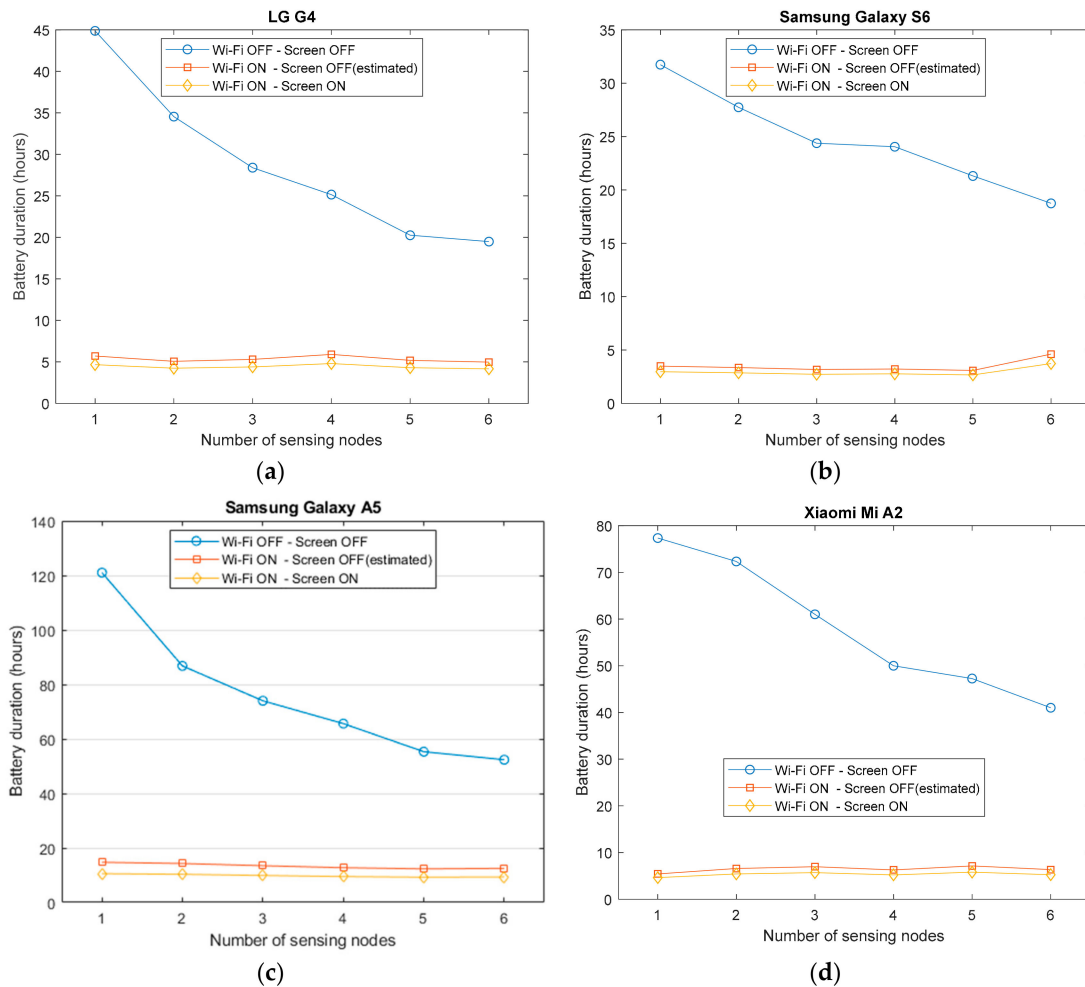 LG G4
Wi-Fi OFF - Screen OFF
Wi-Fi ON - Screen OFF(estimated)
Wi-Fi ON - Screen ON
Battery duration (hours)
45
40
35
30
25
20
15
10
5
0
1 2 3 4 5 6
Number of sensing nodes
(a)
Samsung Galaxy S6
Wi-Fi OFF - Screen OFF
Wi-Fi ON - Screen OFF(estimated)
Wi-Fi ON - Screen ON
Battery duration (hours)
35
30
25
20
15
10
5
0
1 2 3 4 5 6
Number of sensing nodes
(b)
Samsung Galaxy A5
Wi-Fi OFF - Screen OFF
Wi-Fi ON - Screen OFF(estimated)
Wi-Fi ON - Screen ON
Battery duration (hours)
140
120
100
80
60
40
20
0
1 2 3 4 5 6
Number of sensing nodes
(c)
Xiaomi Mi A2
Wi-Fi OFF - Screen OFF
Wi-Fi ON - Screen OFF(estimated)
Wi-Fi ON - Screen ON
Battery duration (hours)
80
70
60
50
40
30
20
10
0
1 2 3 4 5 6
Number of sensing nodes
(d)